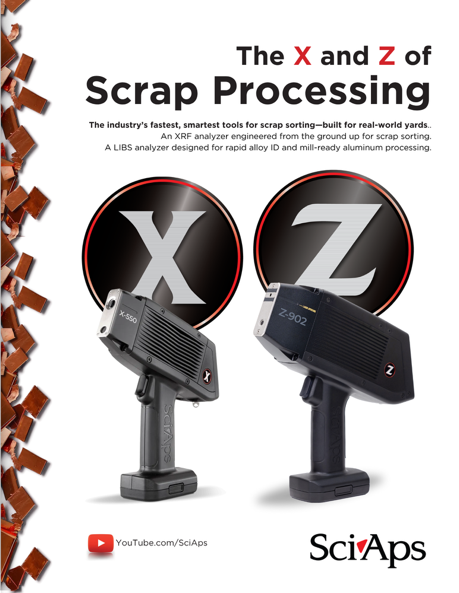 The X and Z of
Scrap Processing
The industry's fastest, smartest tools for scrap sorting—built for real-world yards..
An XRF analyzer engineered from the ground up for scrap sorting.
A LIBS analyzer designed for rapid alloy ID and mill-ready aluminum processing.
X
Z
X-550
Z-902
X
Z
SciAps
YouTube.com/SciAps
SciAps